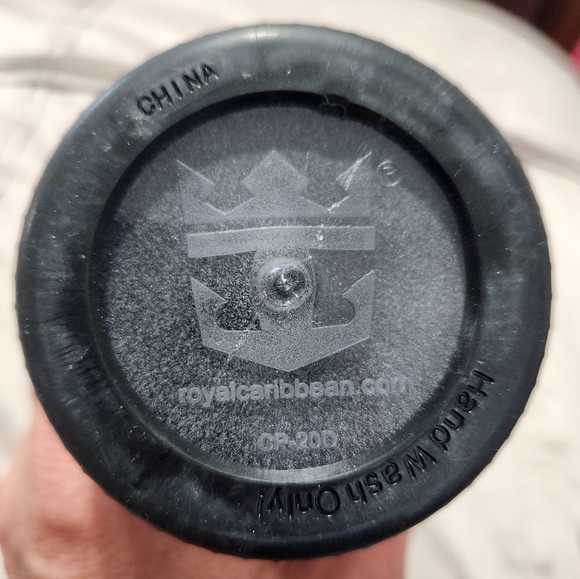 CHINA
®
royalcaribbean.com
CP-20D
Hand Wash Only!